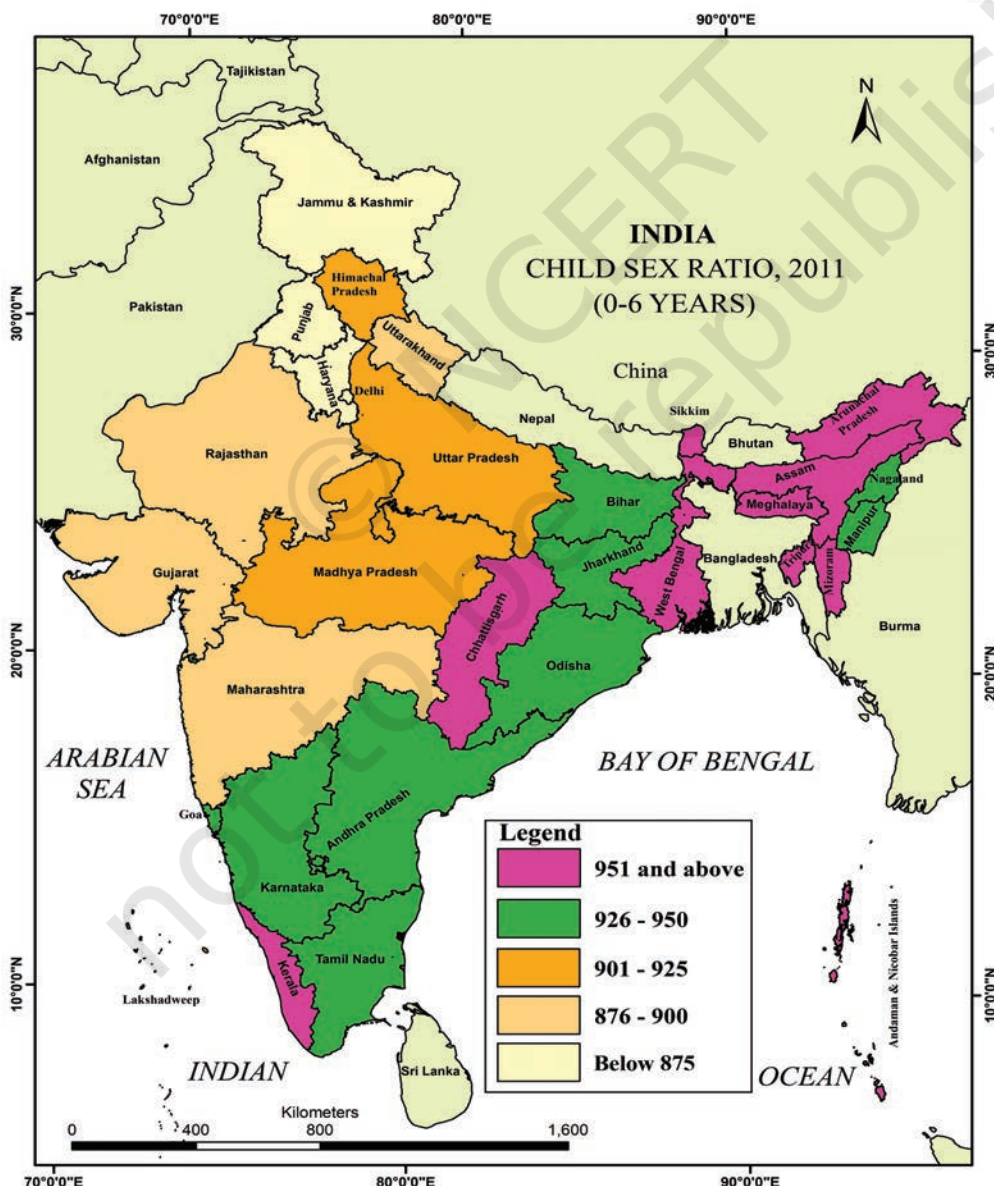 70°0'0"E
80°0'0"E
90°0'0"E
Tajikistan
N
Afghanistan
Jammu & Kashmir
INDIA
CHILD SEX RATIO, 2011
(0-6 YEARS)
Himachal
Pradesh
30°0'0"N
Pakistan
Punjab
Uttarakhand
30°0'0"N
Haryana
China
Delhi
Nepal
Sikkim
Arunachal
Pradesh
Bhutan
Rajasthan
Uttar Pradesh
Assam
Nagaland
Bihar
Meghalaya
Manipur
Jharkhand
Bangladesh
Tripura
Mizoram
Gujarat
Madhya Pradesh
West Bengal
Chhattisgarh
Burma
20°0'0"N
Odisha
20°0'0"N
Maharashtra
ARABIAN
SEA
BAY OF BENGAL
Goa
Andhra Pradesh
Legend
951 and above
Karnataka
926 - 950
Tamil Nadu
901 - 925
Kerala
Andaman & Nicobar Islands
10°0'0"N
10°0'0"N
Lakshadweep
876 - 900
INDIAN
Sri Lanka
Below 875
OCEAN
Kilometers
0 400 800 1,600
70°0'0"E
80°0'0"E
90°0'0"E
© NCERT
not to be republis